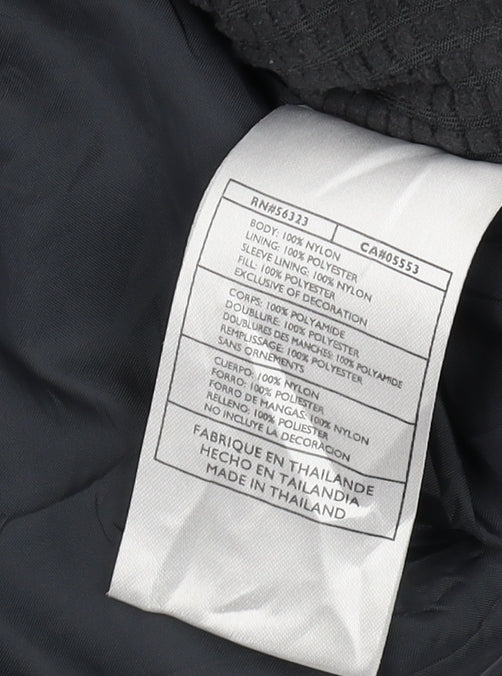 RN#56323
CA#05553
BODY: 100% NYLON
LINING: 100% POLYESTER
SLEEVE LINING: 100% NYLON
FILL: 100% POLYESTER
EXCLUSIVE OF DECORATION
CORPS: 100% POLYAMIDE
DOUBLURE: 100% POLYESTER
DOUBLURES DES MANCHES: 100% POLYAMIDE
REMPLISSAGE: 100% POLYESTER
SANS ORNEMENTS
CUERPO: 100% NYLON
FORRO: 100% POLIESTER
FORRO DE MANGAS: 100% NYLON
RELLENO: 100% POLIESTER
NO INCLUYE LA DECORACION
FABRIQUE EN THAILANDE
HECHO EN TAILANDIA
MADE IN THAILAND